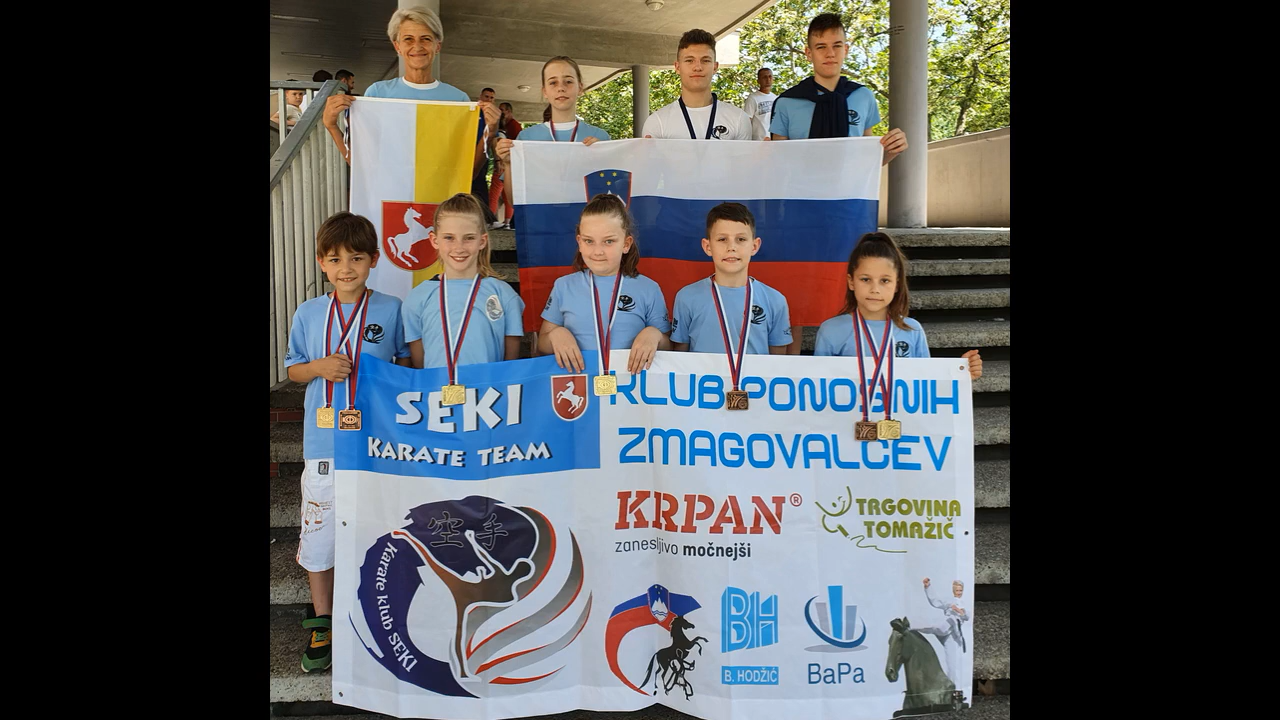 SEKI
KARATE TEAM
KLUB PONOSNIH
ZMAGOVALCEV
KRPAN®
zanesljivo močnejši
TRGOVINA
TOMAŽIČ
空手
Karate klub SEKI
BH
B. HODŽIĆ
BaPa